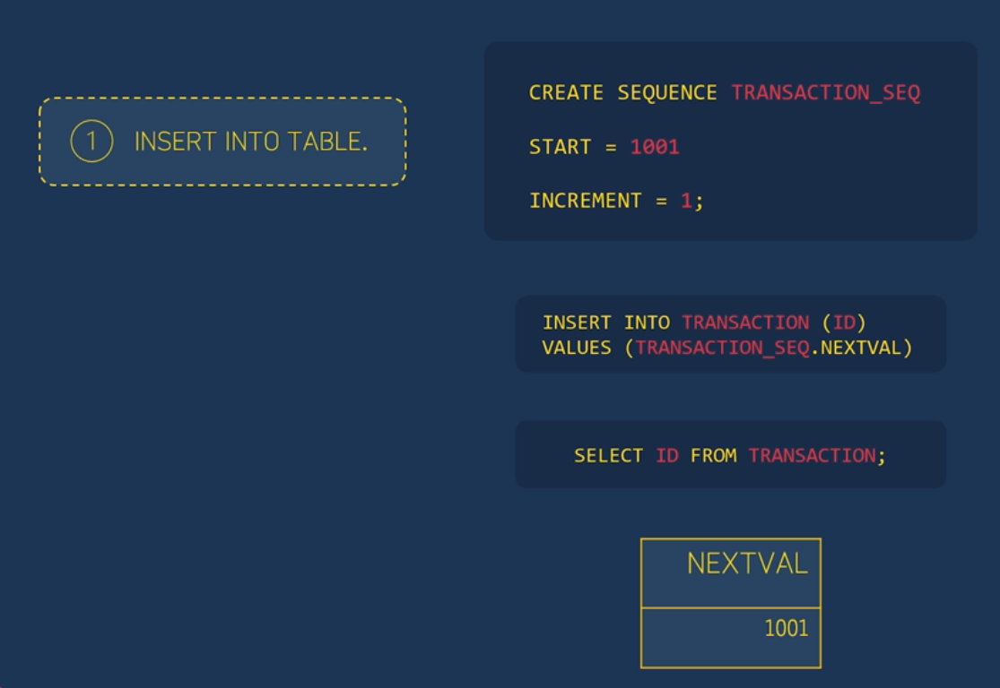 1 INSERT INTO TABLE.
CREATE SEQUENCE TRANSACTION_SEQ
START = 1001
INCREMENT = 1;
INSERT INTO TRANSACTION (ID)
VALUES (TRANSACTION_SEQ.NEXTVAL)
SELECT ID FROM TRANSACTION;
NEXTVAL
1001